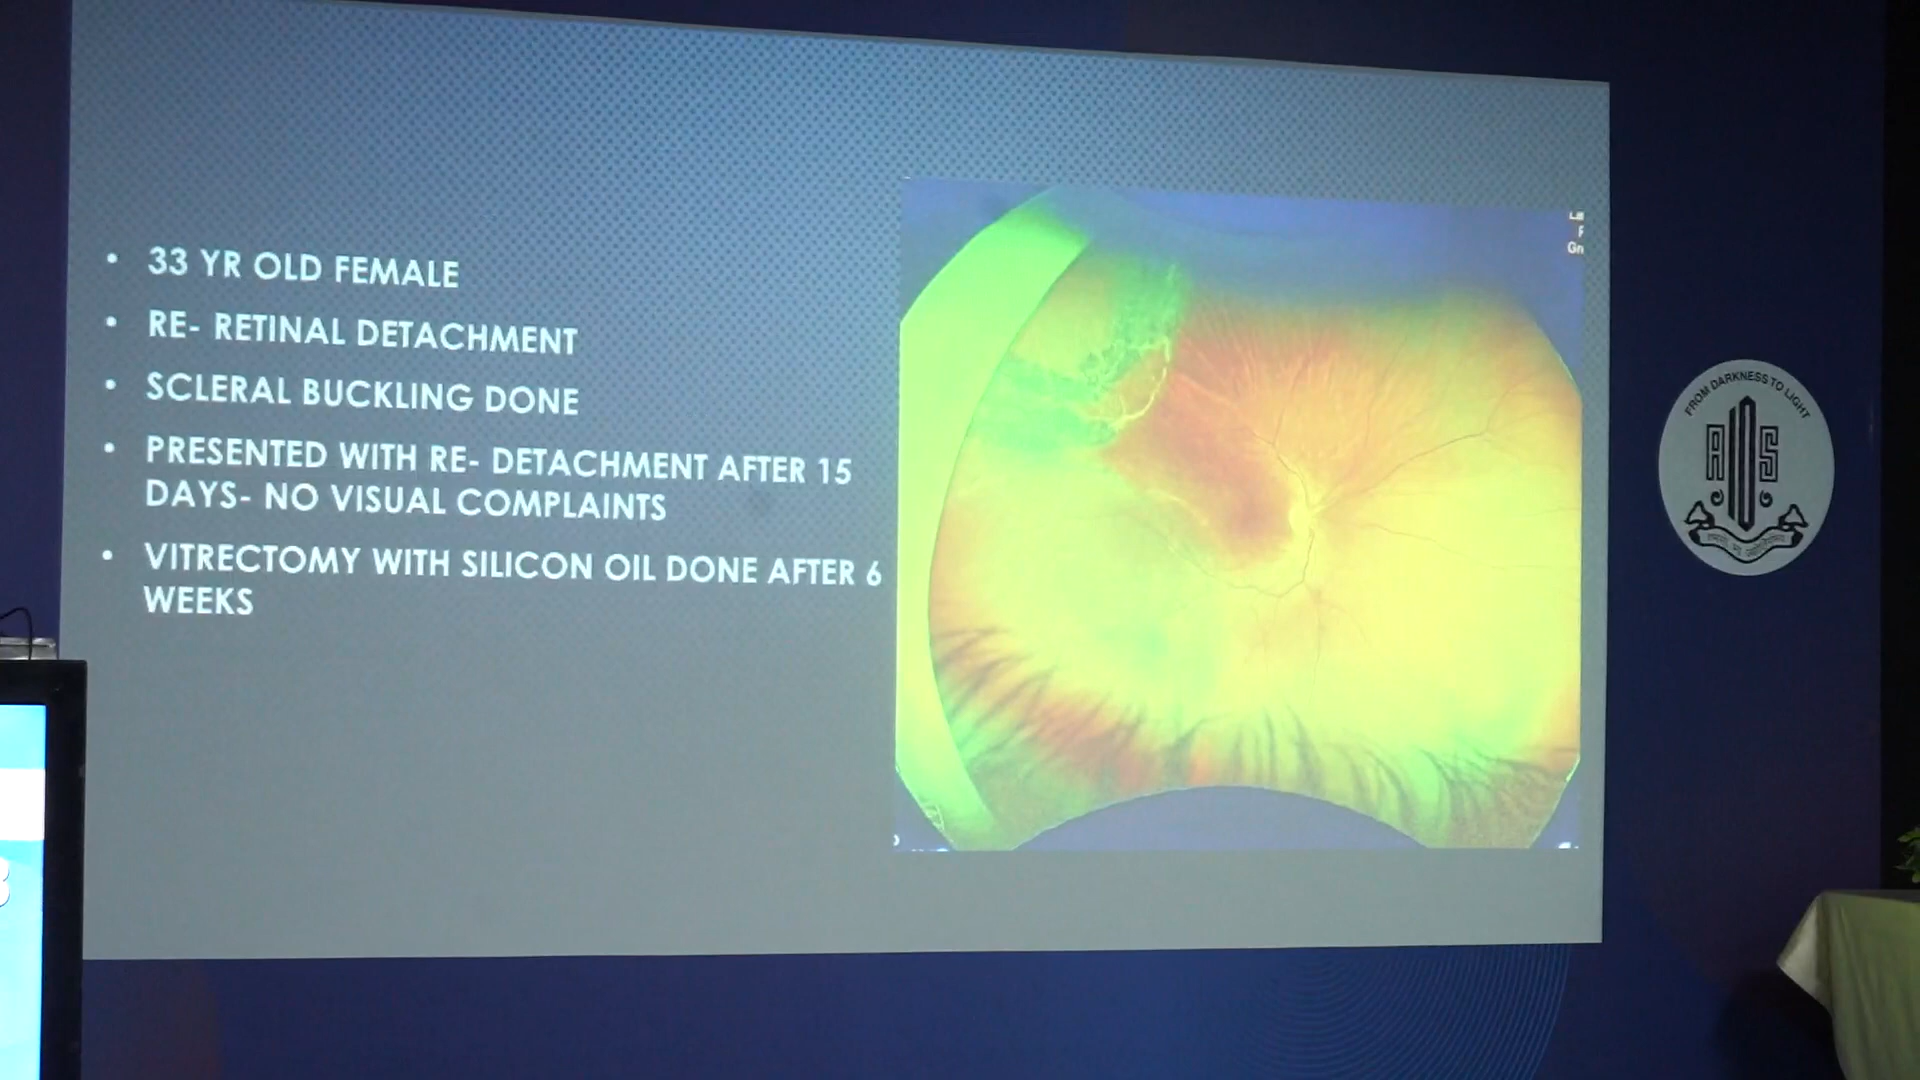 33 YR OLD FEMALE
RE- RETINAL DETACHMENT
SCLERAL BUCKLING DONE
PRESENTED WITH RE- DETACHMENT AFTER 15
DAYS- NO VISUAL COMPLAINTS
VITRECTOMY WITH SILICON OIL DONE AFTER 6
WEEKS
FROM DARKNESS TO LIGHT
AIOS